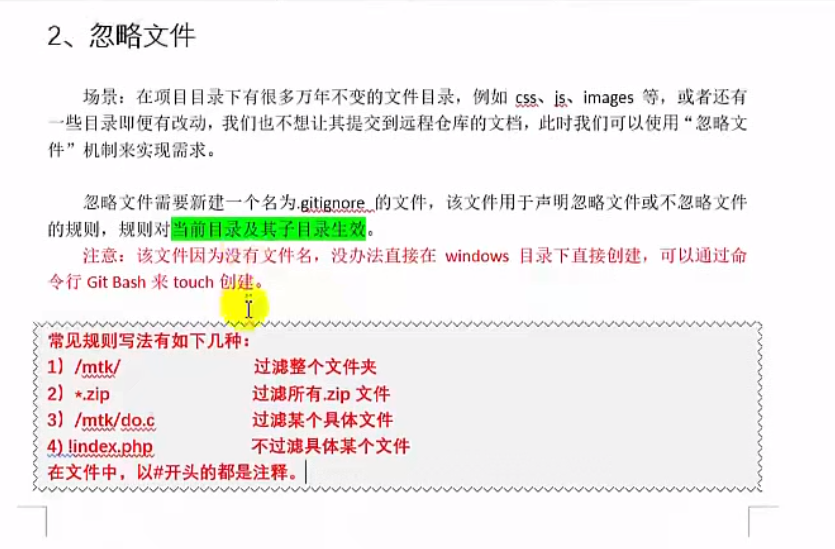 2、忽略文件
场景：在项目目录下有很多万年不变的文件目录，例如 css、js、images 等，或者还有
一些目录即便有改动，我们也不想让其提交到远程仓库的文档，此时我们可以使用“忽略文
件”机制来实现需求。
忽略文件需要新建一个名为.gitignore 的文件，该文件用于声明忽略文件或不忽略文件
的规则，规则对当前目录及其子目录生效。
注意：该文件因为没有文件名，没办法直接在 windows 目录下直接创建，可以通过命
令行 Git Bash 来 touch 创建。
常见规则写法有如下几种：
1）/mtk/ 过滤整个文件夹
2）*.zip 过滤所有.zip 文件
3）/mtk/do.c 过滤某个具体文件
4) !index.php 不过滤具体某个文件
在文件中，以#开头的都是注释。